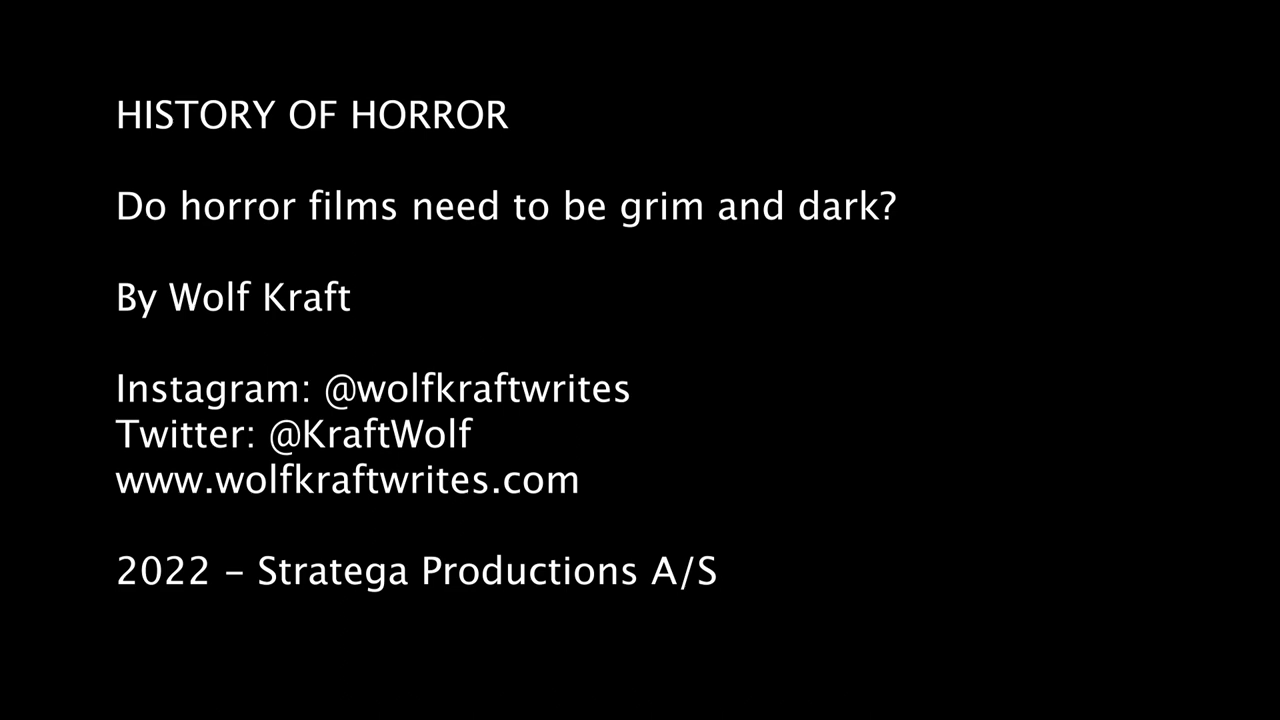 HISTORY OF HORROR
Do horror films need to be grim and dark?
By Wolf Kraft
Instagram: @wolfkraftwrites
Twitter: @KraftWolf
www.wolfkraftwrites.com
2022 – Stratega Productions A/S